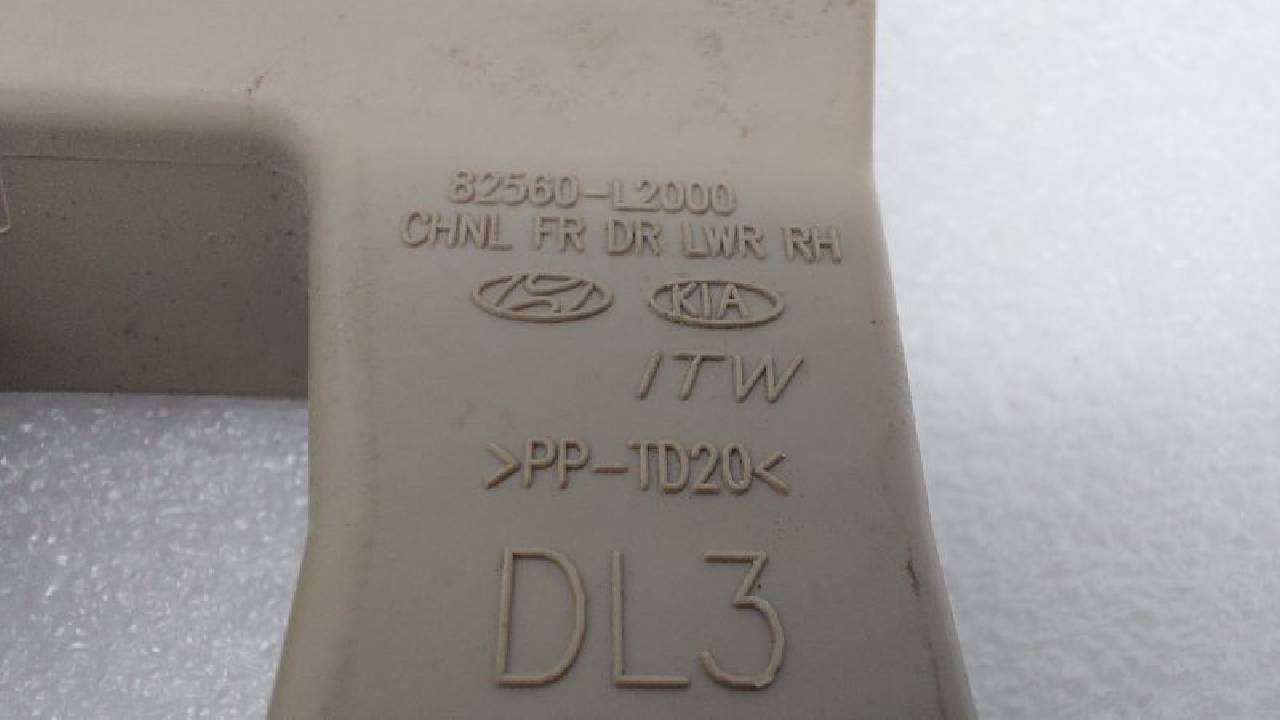 82560-L2000
CHNL FR DR LWR RH
KIA
ITW
>PP-TD20<
DL3